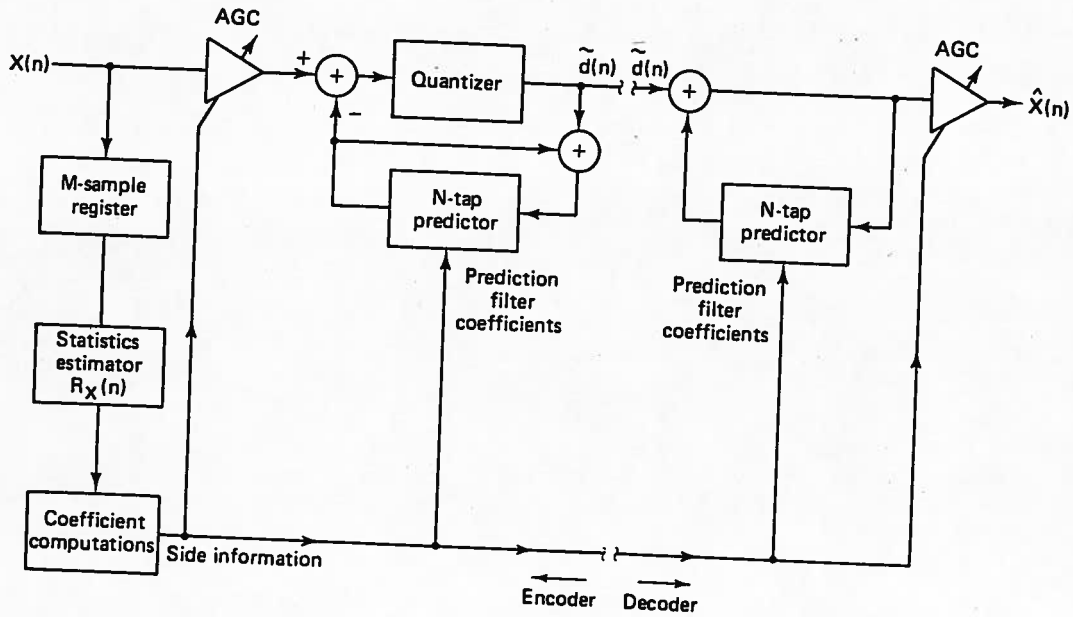 AGC
X(n)
+
+
−
Quantizer
d̃(n)
d̃(n)
+
+
AGC
X̂(n)
M-sample
register
N-tap
predictor
N-tap
predictor
Prediction
filter
coefficients
Prediction
filter
coefficients
Statistics
estimator
R_X(n)
Coefficient
computations
Side information
Encoder
Decoder